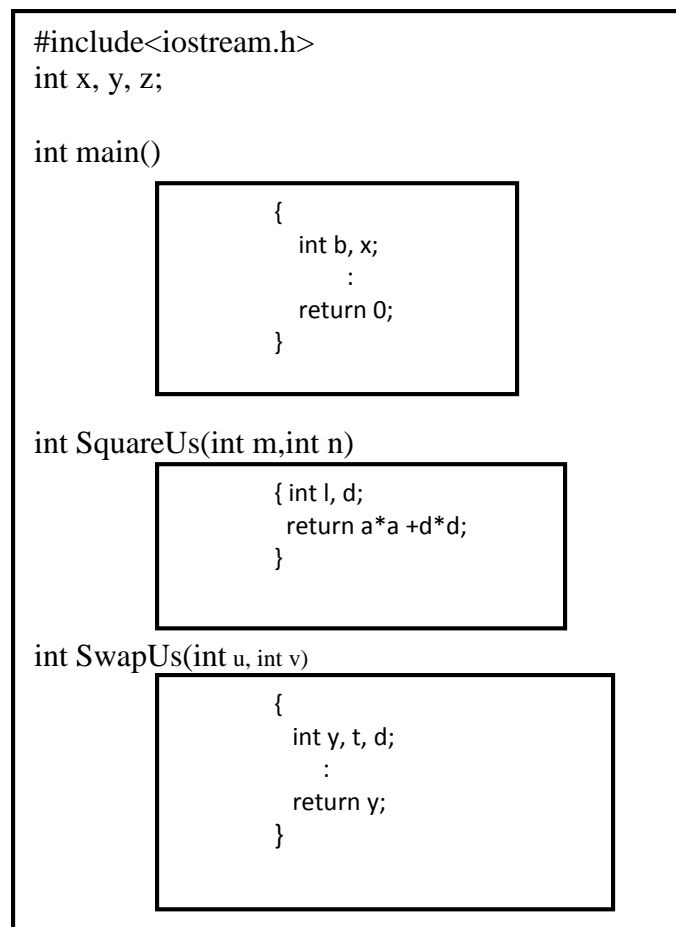 #include<iostream.h>
int x, y, z;
int main()
{
int b, x;
:
return 0;
}
int SquareUs(int m,int n)
{ int l, d;
return a*a +d*d;
}
int SwapUs(int u, int v)
{
int y, t, d;
:
return y;
}